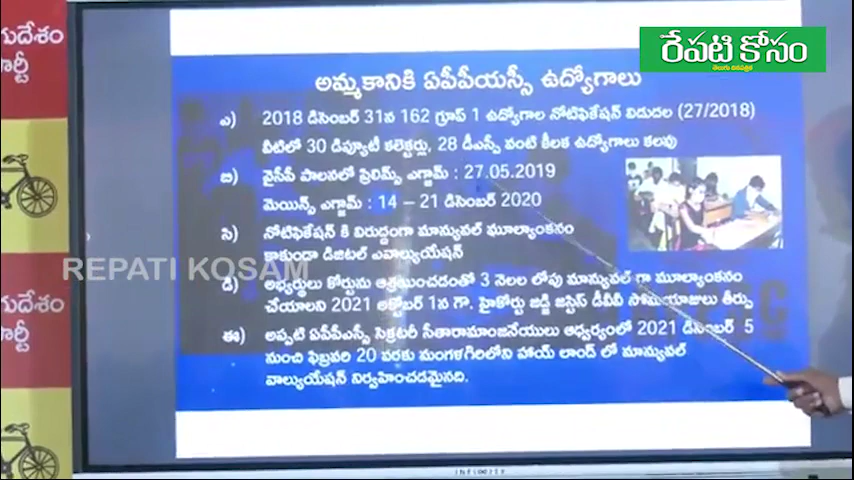 రేపటి కోసం
తెలుగు దినపత్రిక
గుదేశం
పార్టీ
అమ్మకానికి ఏపీపీయస్సీ ఉద్యోగాలు
ఎ) 2018 డిసెంబర్ 31న 162 గ్రూప్ 1 ఉద్యోగాల నోటిఫికేషన్ విడుదల (27/2018)
వీటిలో 30 డిప్యూటీ కలెక్టర్లు, 28 డీఎస్పీ వంటి కీలక ఉద్యోగాలు కలవు
బి) వైసీపీ పాలనలో ప్రిలిమ్స్ ఎగ్జామ్ : 27.05.2019
మెయిన్స్ ఎగ్జామ్ : 14 – 21 డిసెంబర్ 2020
సి) నోటిఫికేషన్ కి విరుద్ధంగా మాన్యువల్ మూల్యాంకనం
కాకుండా డిజిటల్ ఎవాల్యుయేషన్
REPATI KOSAM
డి) అభ్యర్థులు కోర్టును ఆశ్రయించడంతో 3 నెలల లోపు మాన్యువల్ గా మూల్యాంకనం
చేయాలని 2021 అక్టోబర్ 1న గౌ. హైకోర్టు జడ్జి జస్టిస్ డీవీవీ సోమయాజులు తీర్పు
గుదేశం
పార్టీ
ఈ) అప్పటి ఏపీపీఎస్పీ సెక్రటరీ సీతారామాంజనేయులు ఆధ్వర్యంలో 2021 డిసెంబర్ 5
నుంచి ఫిబ్రవరి 20 వరకు మంగళగిరిలోని హాయ్ లాండ్ లో మాన్యువల్
వాల్యుయేషన్ నిర్వహించడమైనది.